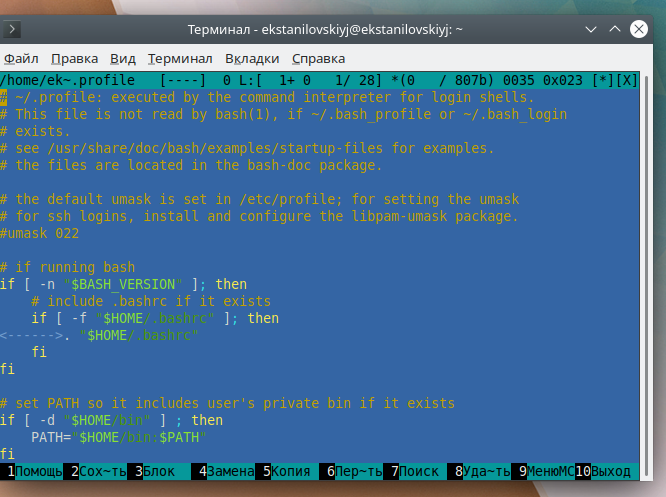 Терминал - ekstanilovskiyj@ekstanilovskiyj: ~
Файл Правка Вид Терминал Вкладки Справка
/home/ek~.profile   [----]  0 L:[  1+ 0   1/ 28] *(0   / 807b) 0035 0x023 [*][X]
# ~/.profile: executed by the command interpreter for login shells.
# This file is not read by bash(1), if ~/.bash_profile or ~/.bash_login
# exists.
# see /usr/share/doc/bash/examples/startup-files for examples.
# the files are located in the bash-doc package.

# the default umask is set in /etc/profile; for setting the umask
# for ssh logins, install and configure the libpam-umask package.
#umask 022

# if running bash
if [ -n "$BASH_VERSION" ]; then
    # include .bashrc if it exists
    if [ -f "$HOME/.bashrc" ]; then
<------>. "$HOME/.bashrc"
    fi
fi

# set PATH so it includes user's private bin if it exists
if [ -d "$HOME/bin" ] ; then
    PATH="$HOME/bin:$PATH"
fi
1Помощь 2Сох~ть 3Блок 4Замена 5Копия 6Пер~ть 7Поиск 8Уда~ть 9МенюMC 10Выход